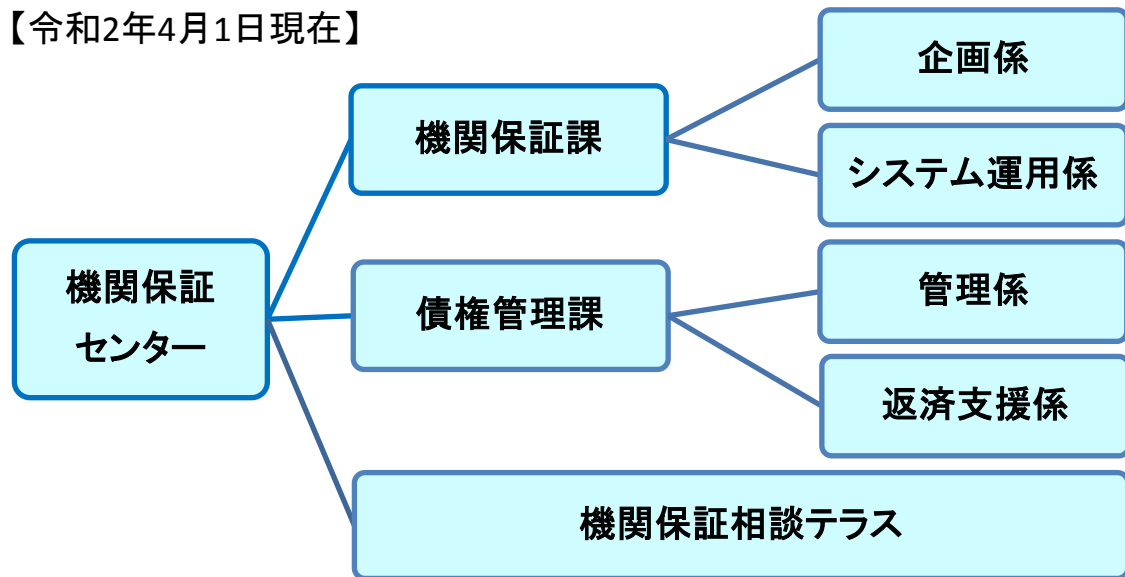 【令和2年4月1日現在】
機関保証
センター
機関保証課
企画係
システム運用係
債権管理課
管理係
返済支援係
機関保証相談テラス